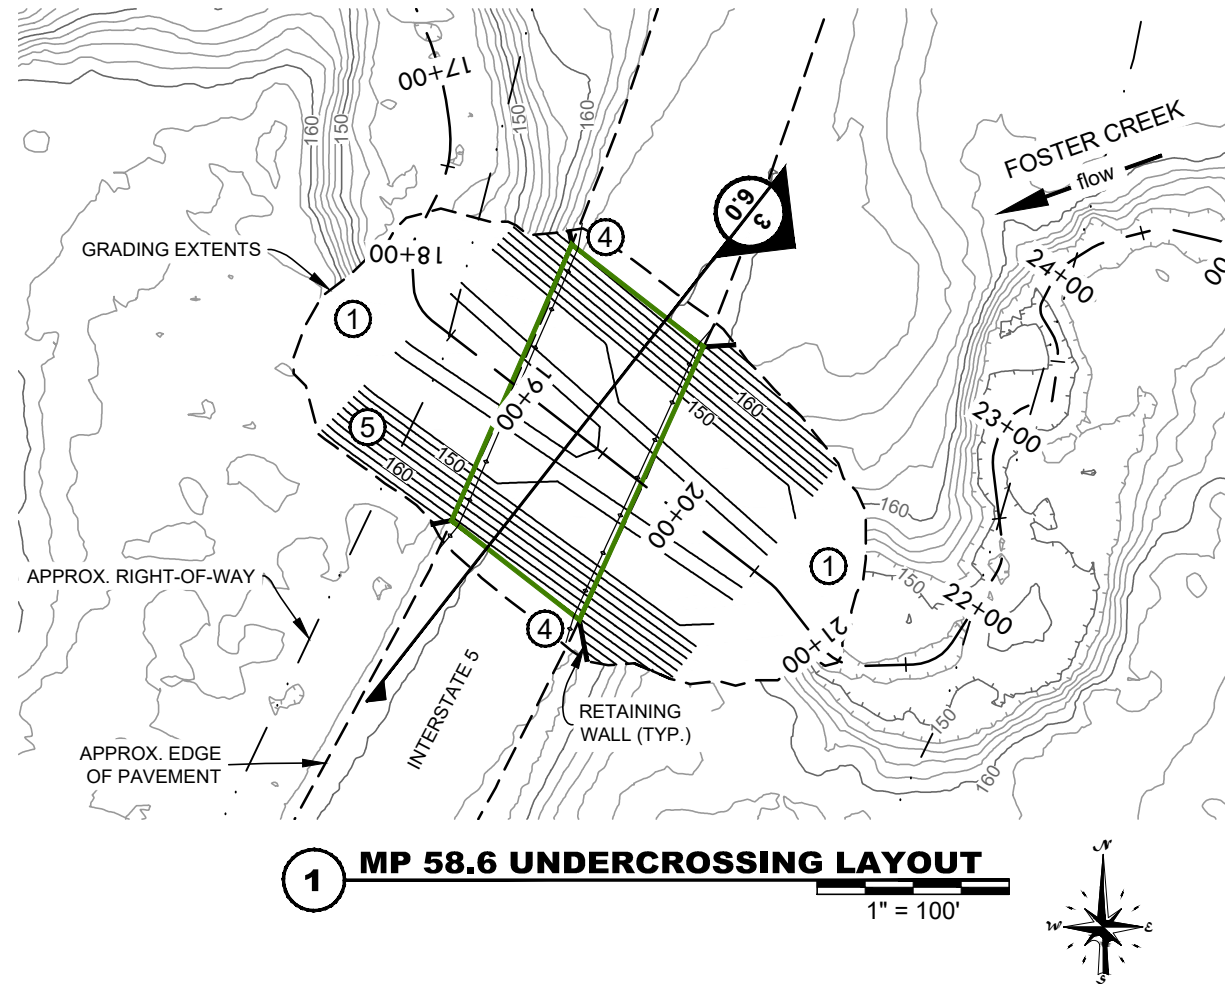 17+00
160
150
150
160
FOSTER CREEK
flow
3
6.0
4
GRADING EXTENTS
18+00
24+00
00
1
19+00
150
160
23+00
5
150
160
20+00
160
150
1
APPROX. RIGHT-OF-WAY
22+00
4
21+00
INTERSTATE 5
RETAINING
WALL (TYP.)
150
160
APPROX. EDGE
OF PAVEMENT
1
MP 58.6 UNDERCROSSING LAYOUT
1" = 100'
N
W
E
S